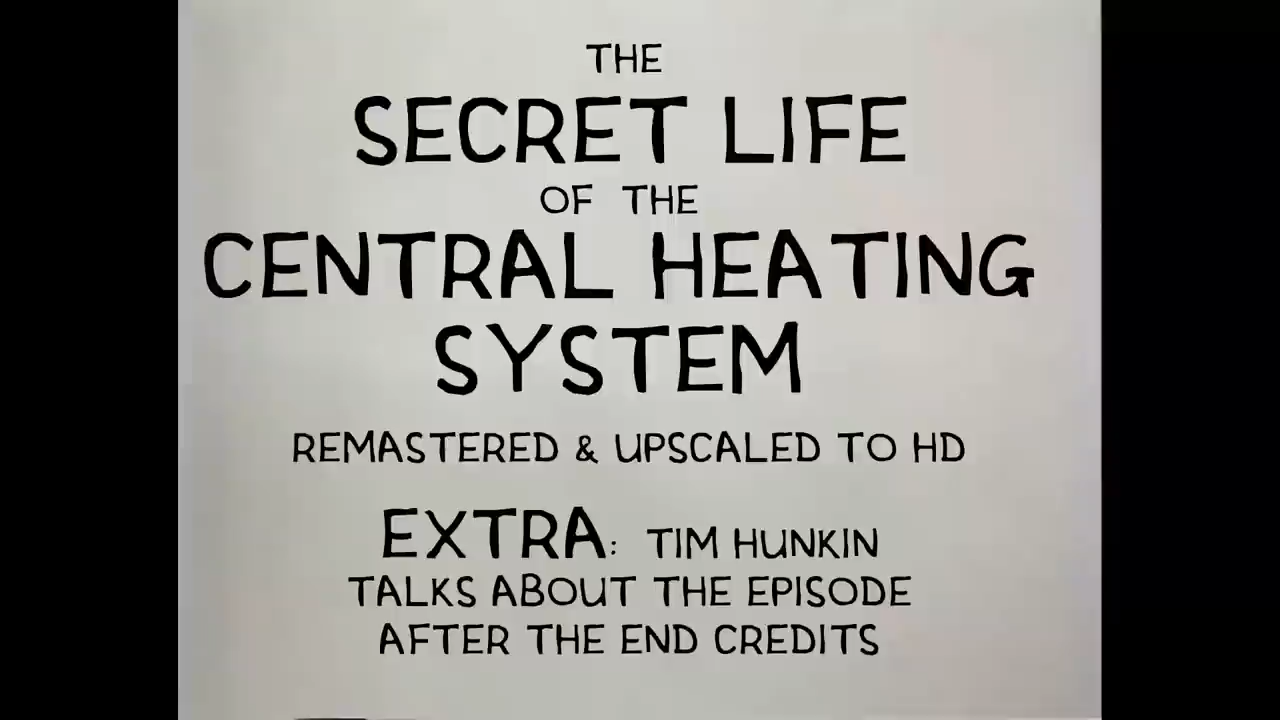 THE
SECRET LIFE
OF THE
CENTRAL HEATING
SYSTEM
REMASTERED & UPSCALED TO HD
EXTRA: TIM HUNKIN
TALKS ABOUT THE EPISODE
AFTER THE END CREDITS